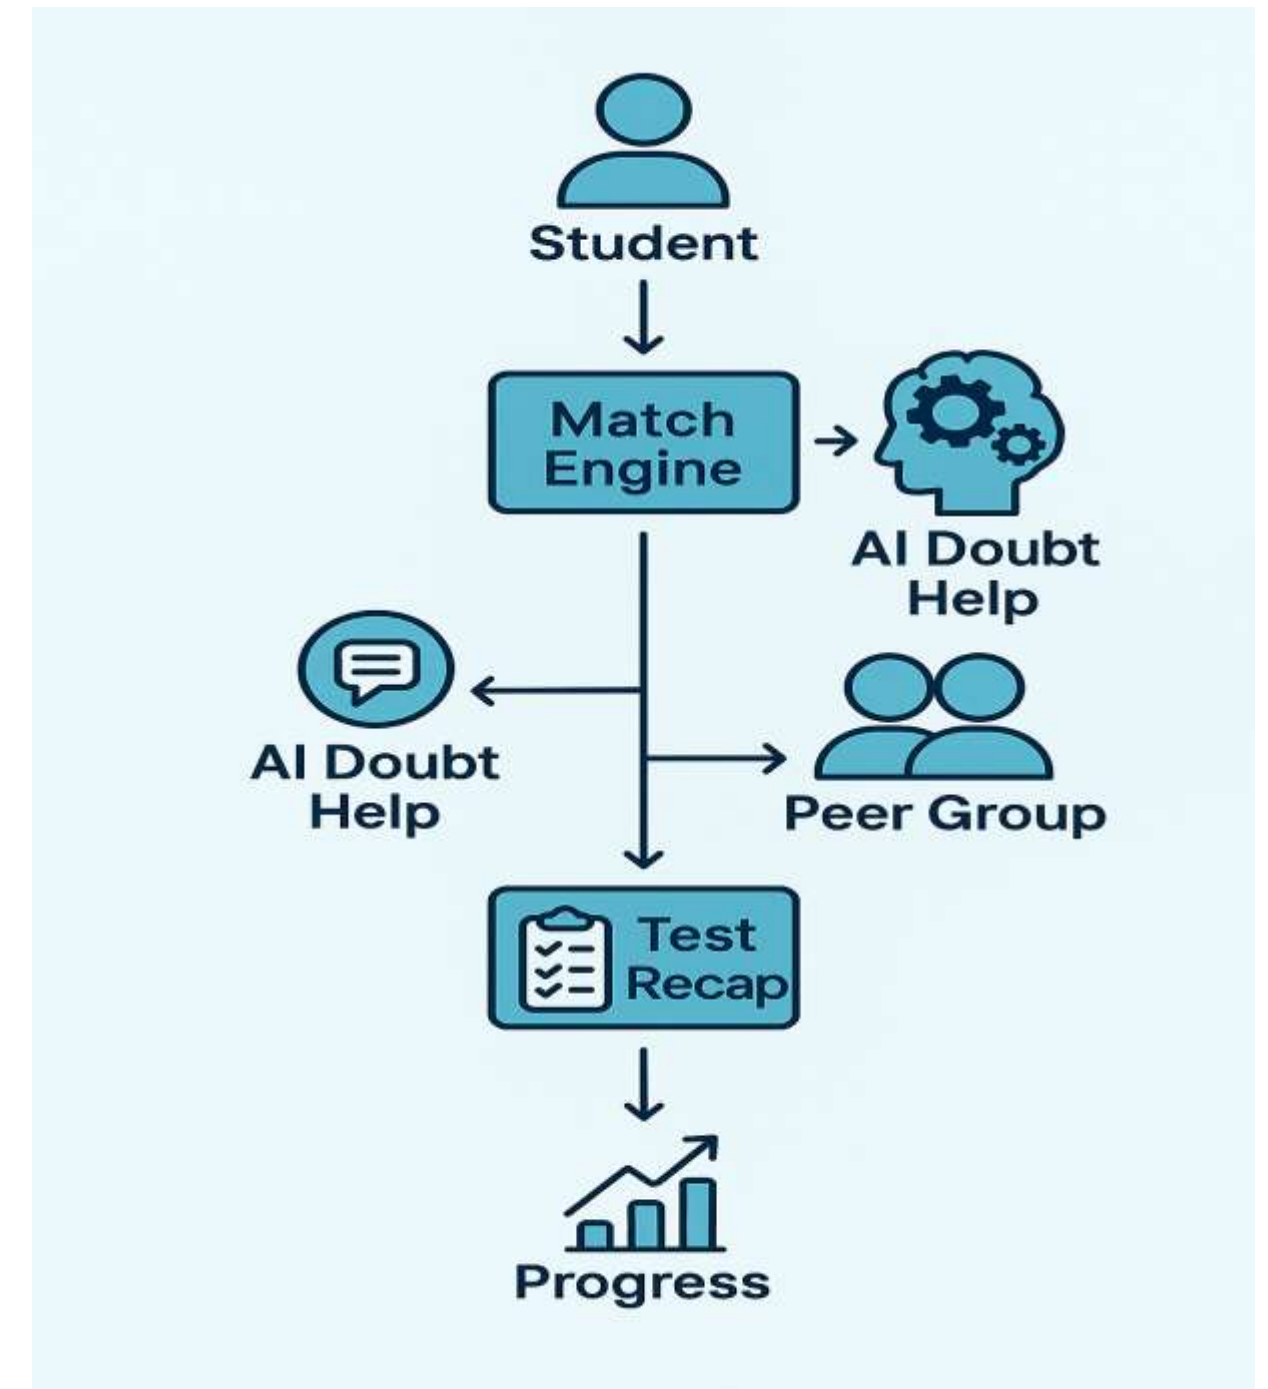 Student
Match
Engine
AI Doubt
Help
AI Doubt
Help
Peer Group
Test
Recap
Progress